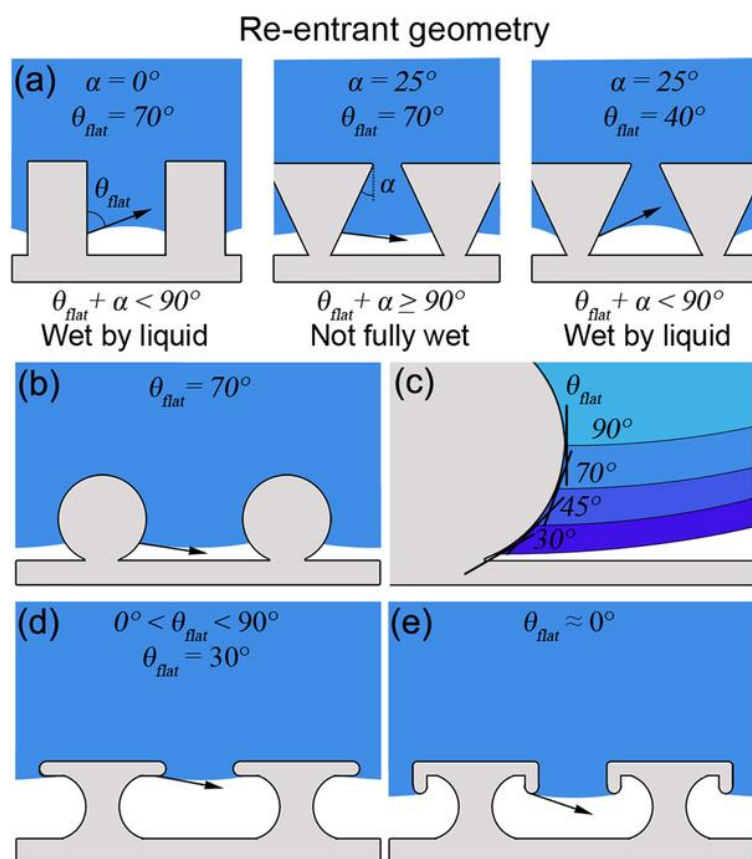 Re-entrant geometry
(a)
α = 0°
θflat = 70°
θflat
θflat + α < 90°
Wet by liquid
α = 25°
θflat = 70°
α
θflat + α ≥ 90°
Not fully wet
α = 25°
θflat = 40°
θflat + α < 90°
Wet by liquid
(b)
θflat = 70°
(c)
θflat
90°
70°
45°
30°
(d)
0° < θflat < 90°
θflat = 30°
(e)
θflat ≈ 0°